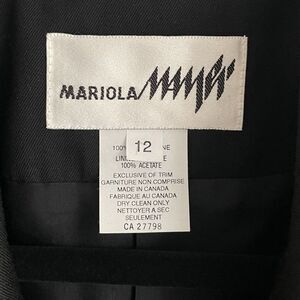 MARIOLA MAYER
12
100%
100% ACETATE
EXCLUSIVE OF TRIM
GARNITURE NON COMPRISE
MADE IN CANADA
FABRIQUE AU CANADA
DRY CLEAN ONLY
NETTOYER A SEC
SEULEMENT
CA 27798